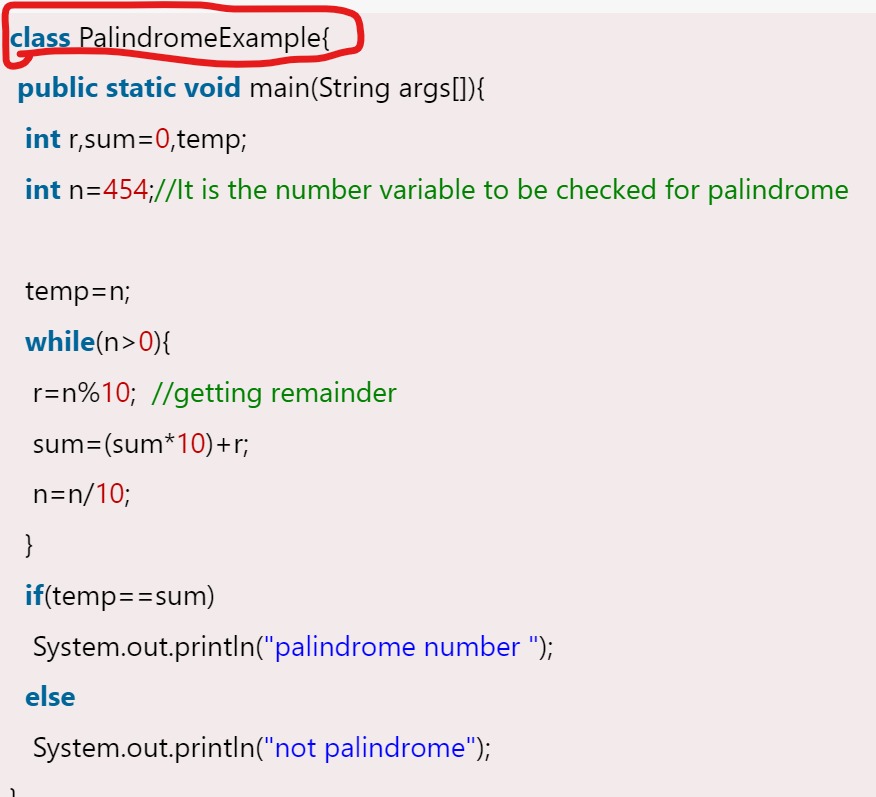 class PalindromeExample{
public static void main(String args[]){
int r,sum=0,temp;
int n=454;//It is the number variable to be checked for palindrome
temp=n;
while(n>0){
r=n%10;  //getting remainder
sum=(sum*10)+r;
n=n/10;
}
if(temp==sum)
System.out.println("palindrome number ");
else
System.out.println("not palindrome");
}